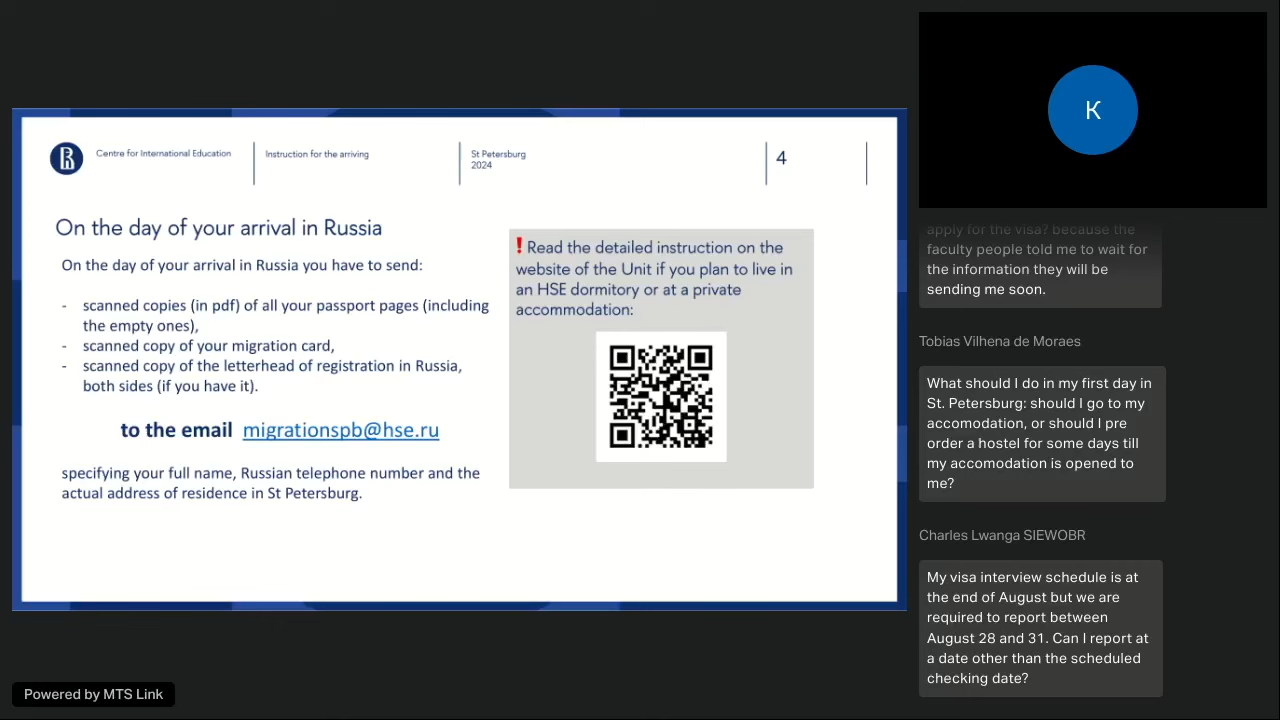 Centre for International Education
Instruction for the arriving
St Petersburg
2024
4
On the day of your arrival in Russia
On the day of your arrival in Russia you have to send:
- scanned copies (in pdf) of all your passport pages (including
the empty ones),
- scanned copy of your migration card,
- scanned copy of the letterhead of registration in Russia,
both sides (if you have it).
to the email migrationspb@hse.ru
specifying your full name, Russian telephone number and the
actual address of residence in St Petersburg.
! Read the detailed instruction on the
website of the Unit if you plan to live in
an HSE dormitory or at a private
accommodation:
K
apply for the visa? because the
faculty people told me to wait for
the information they will be
sending me soon.
Tobias Vilhena de Moraes
What should I do in my first day in
St. Petersburg: should I go to my
accomodation, or should I pre
order a hostel for some days till
my accomodation is opened to
me?
Charles Lwanga SIEWOBR
My visa interview schedule is at
the end of August but we are
required to report between
August 28 and 31. Can I report at
a date other than the scheduled
checking date?
Powered by MTS Link